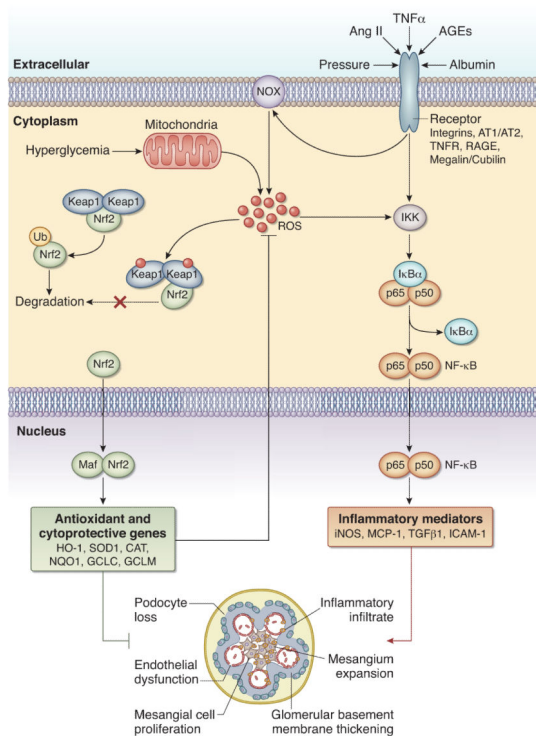 TNFα
Ang II
AGEs
Pressure
Albumin
Extracellular
NOX
Cytoplasm
Receptor
Integrins, AT1/AT2,
TNFR, RAGE,
Megalin/Cubilin
Mitochondria
Hyperglycemia
Keap1 Keap1
Nrf2
ROS
IKK
Ub
Nrf2
Keap1 Keap1
Nrf2
IκBα
p65 p50
Degradation
IκBα
Nrf2
p65 p50 NF-κB
Nucleus
Maf Nrf2
p65 p50 NF-κB
Antioxidant and
cytoprotective genes
HO-1, SOD1, CAT,
NQO1, GCLC, GCLM
Inflammatory mediators
iNOS, MCP-1, TGFβ1, ICAM-1
Podocyte
loss
Inflammatory
infiltrate
Endothelial
dysfunction
Mesangium
expansion
Mesangial cell
proliferation
Glomerular basement
membrane thickening